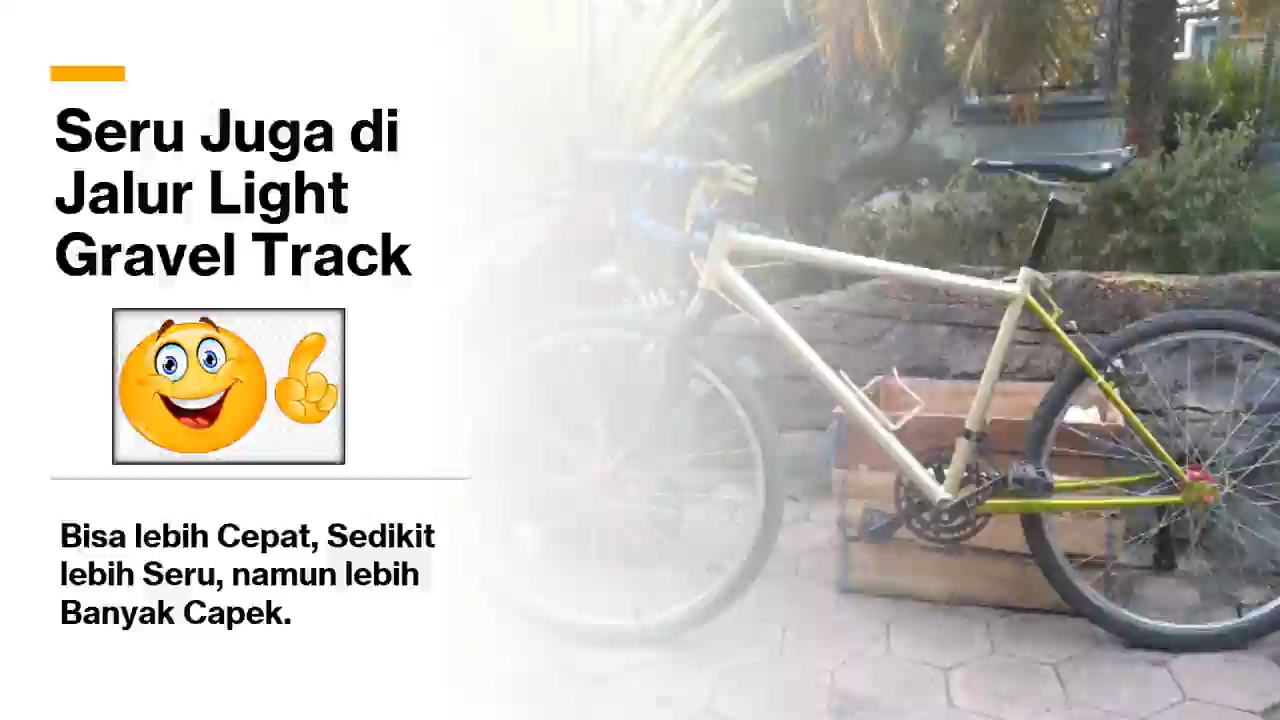 Seru Juga di
Jalur Light
Gravel Track
Bisa lebih Cepat, Sedikit
lebih Seru, namun lebih
Banyak Capek.